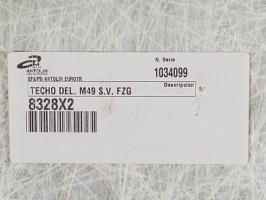 N. Serie
ANTOLIN
1034099
GRUPO ANTOLIN EUROTR
Descripcion
TECHO DEL. M49 S.V. FZG
8328X2